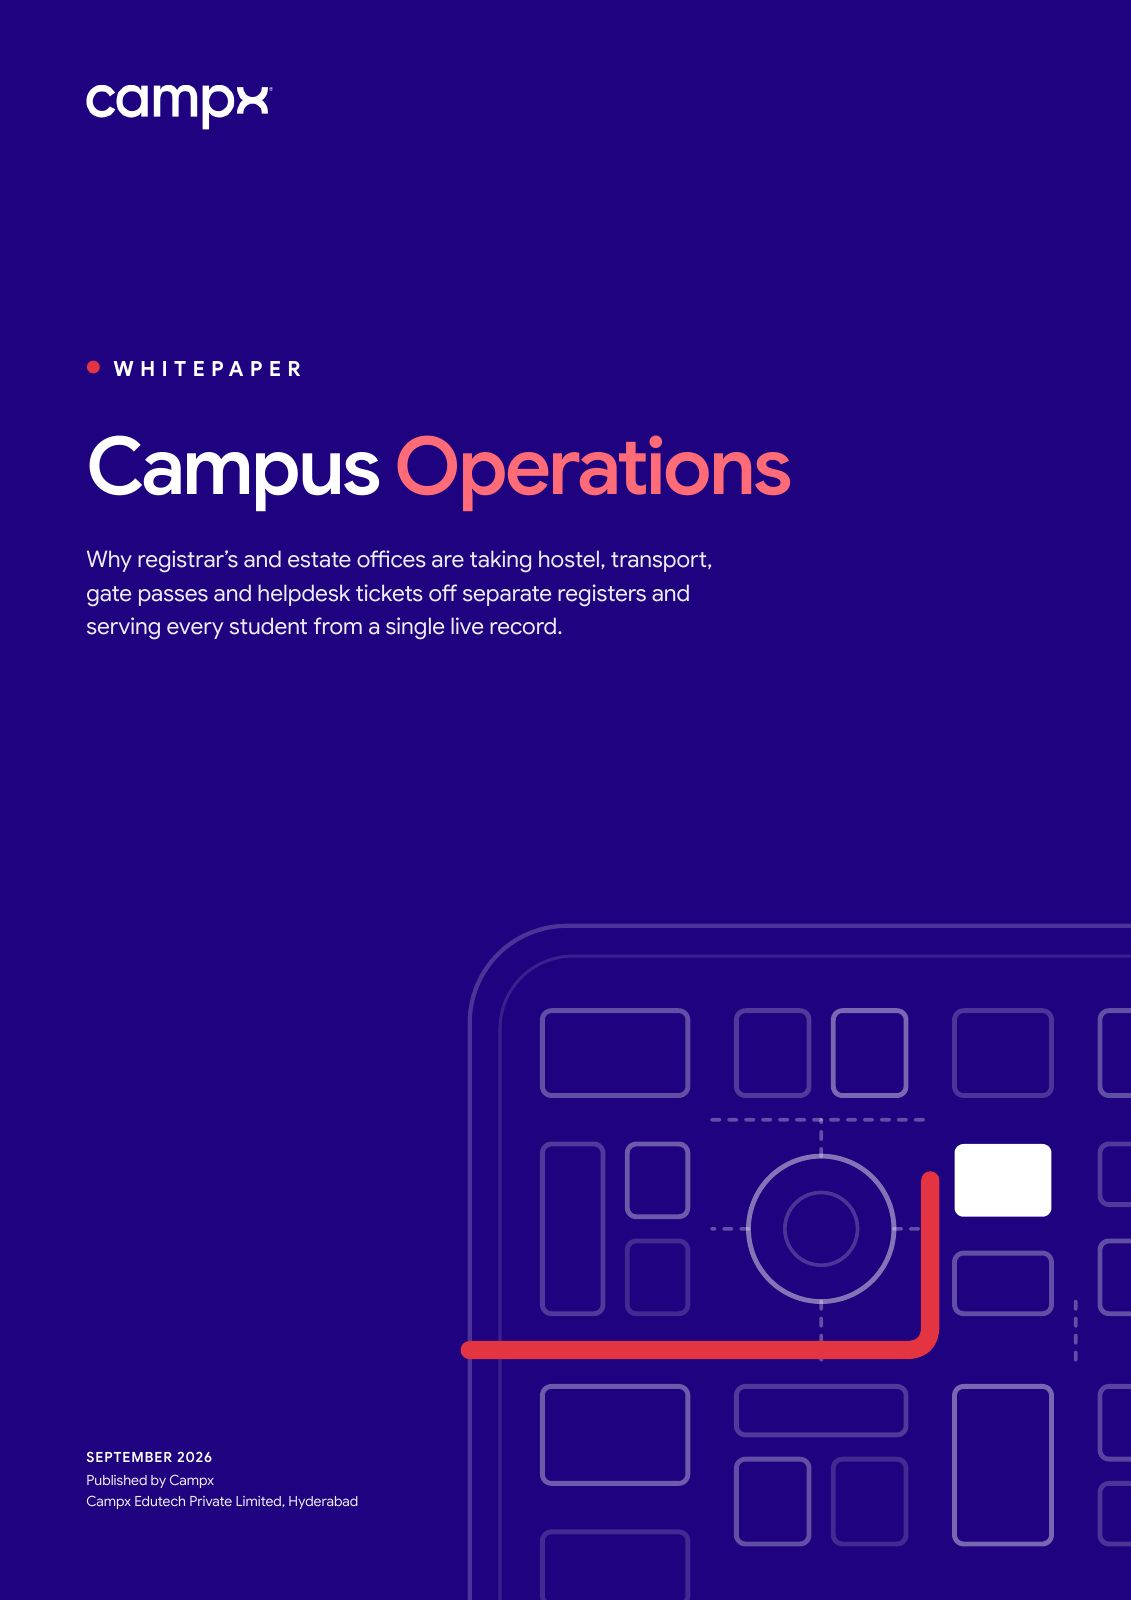 campx
WHITEPAPER
Campus Operations
Why registrar’s and estate offices are taking hostel, transport,
gate passes and helpdesk tickets off separate registers and
serving every student from a single live record.
SEPTEMBER 2026
Published by Campx
Campx Edutech Private Limited, Hyderabad